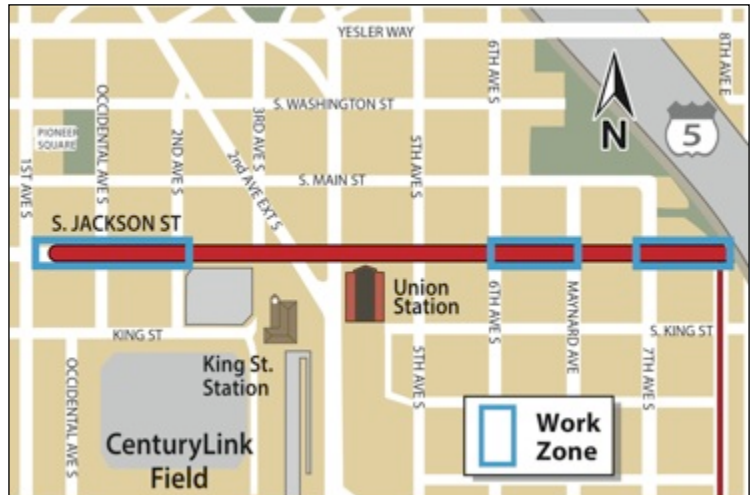 YESLER WAY
6TH AVE S
8TH AVE E
N
5
OCCIDENTAL AVE S
S. WASHINGTON ST
3RD AVE S
PIONEER
SQUARE
2ND AVE S
5TH AVE S
1ST AVE S
2nd AVE EXT S
S. MAIN ST
S. JACKSON ST
Union
Station
6TH AVE S
MAYNARD AVE
KING ST
S. KING ST
King St.
Station
5TH AVE S
7TH AVE S
OCCIDENTAL AVE S
CenturyLink
Field
Work
Zone